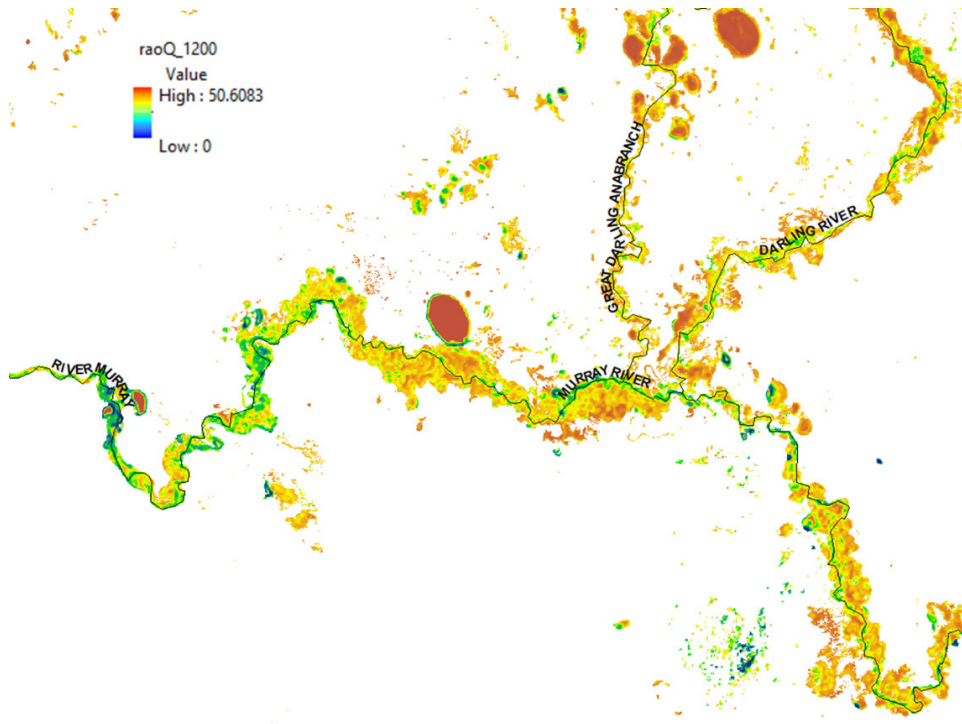 raoQ_1200
Value
High : 50.6083
Low : 0
GREAT DARLING ANABRANCH
DARLING RIVER
MURRAY RIVER
RIVER MURRAY